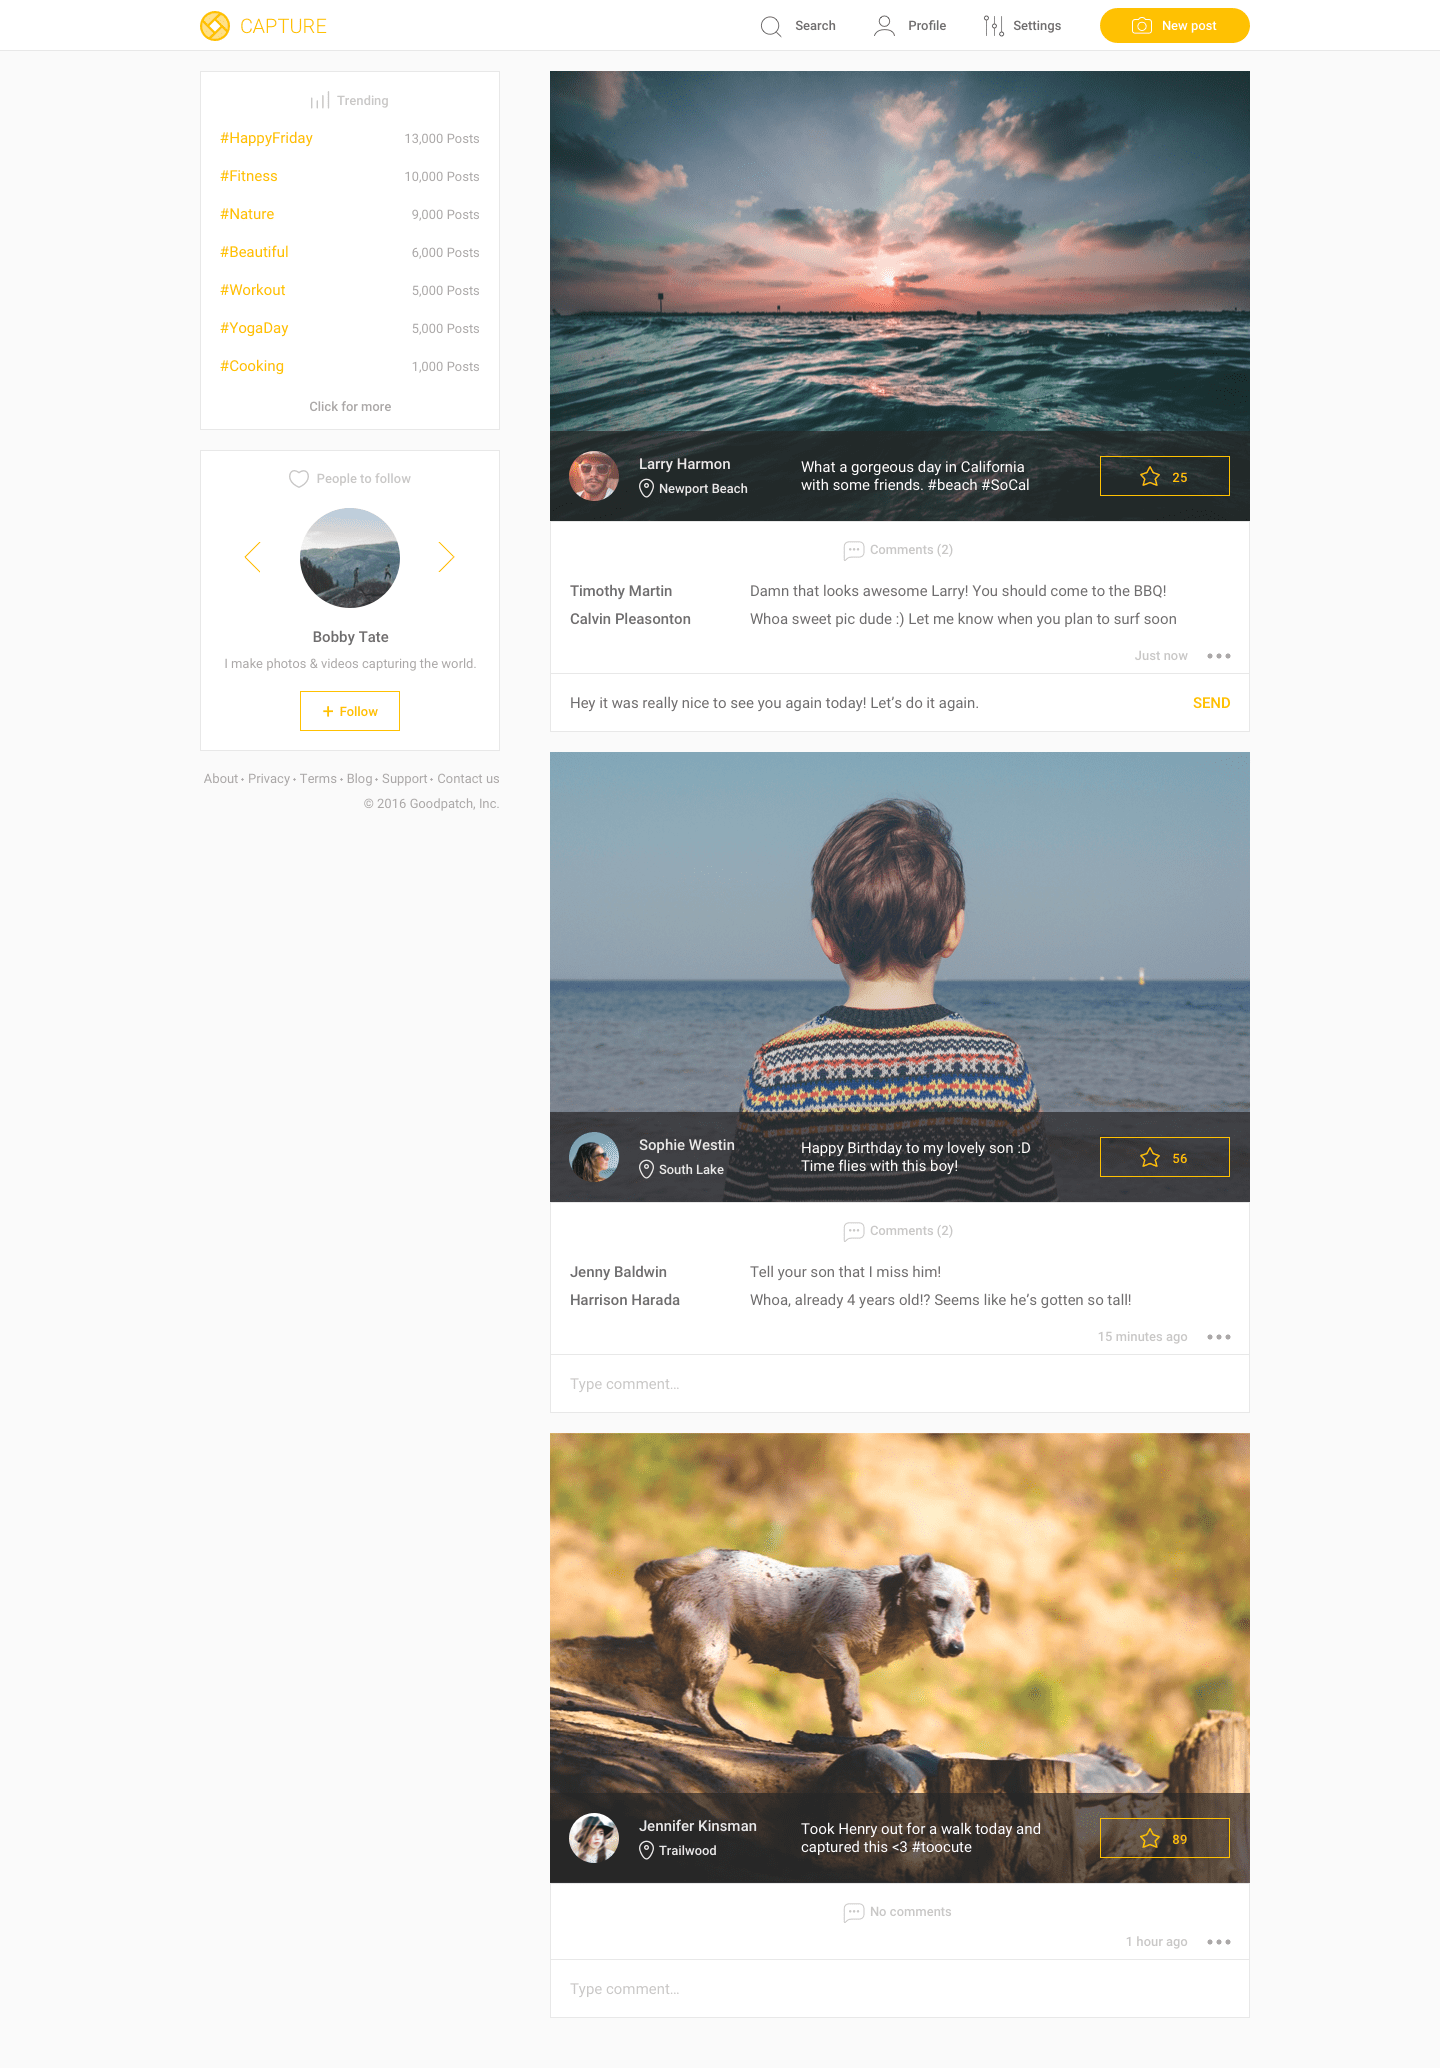 CAPTURE
Search
Profile
Settings
New post
Trending
#HappyFriday 13,000 Posts
#Fitness 10,000 Posts
#Nature 9,000 Posts
#Beautiful 6,000 Posts
#Workout 5,000 Posts
#YogaDay 5,000 Posts
#Cooking 1,000 Posts
Click for more
People to follow
Bobby Tate
I make photos & videos capturing the world.
+ Follow
About • Privacy • Terms • Blog • Support • Contact us
© 2016 Goodpatch, Inc.
Larry Harmon
Newport Beach
What a gorgeous day in California
with some friends. #beach #SoCal
25
Comments (2)
Timothy Martin Damn that looks awesome Larry! You should come to the BBQ!
Calvin Pleasonton Whoa sweet pic dude :) Let me know when you plan to surf soon
Just now
Hey it was really nice to see you again today! Let’s do it again. SEND
Sophie Westin
South Lake
Happy Birthday to my lovely son :D
Time flies with this boy!
56
Comments (2)
Jenny Baldwin Tell your son that I miss him!
Harrison Harada Whoa, already 4 years old!? Seems like he’s gotten so tall!
15 minutes ago
Type comment...
Jennifer Kinsman
Trailwood
Took Henry out for a walk today and
captured this <3 #toocute
89
No comments
1 hour ago
Type comment...